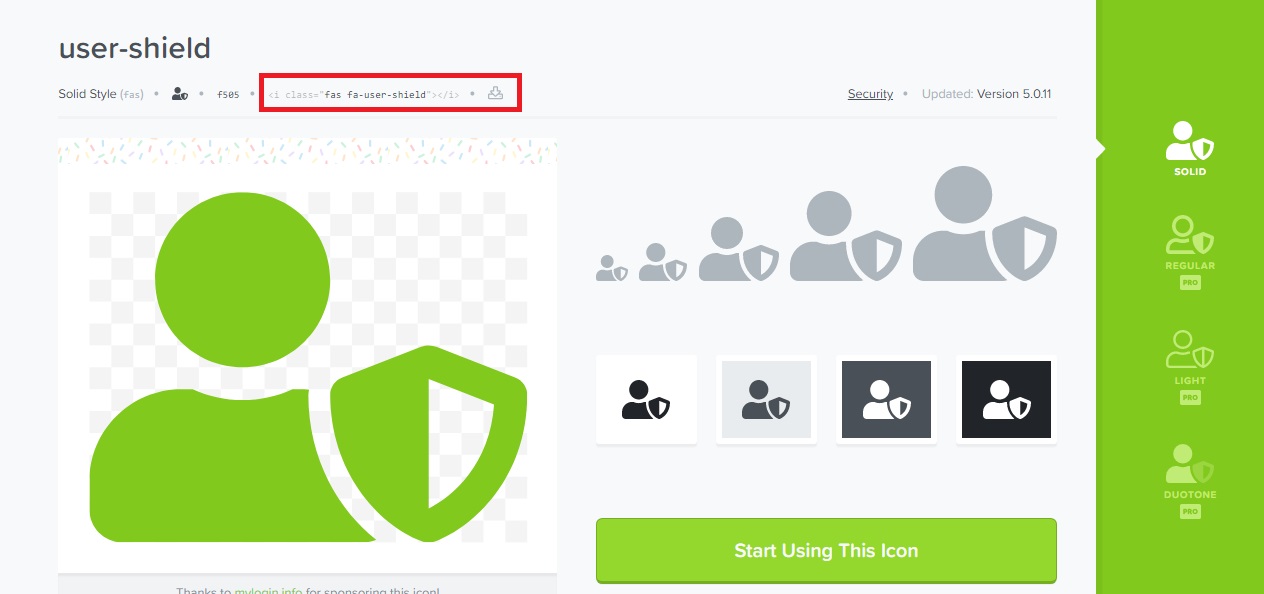 user-shield
Solid Style (fas) • • f505 • <i class="fas fa-user-shield"></i> •
Security • Updated: Version 5.0.11
SOLID
REGULAR
PRO
LIGHT
PRO
DUOTONE
PRO
Start Using This Icon
Thanks to mylogin.info for sponsoring this icon!